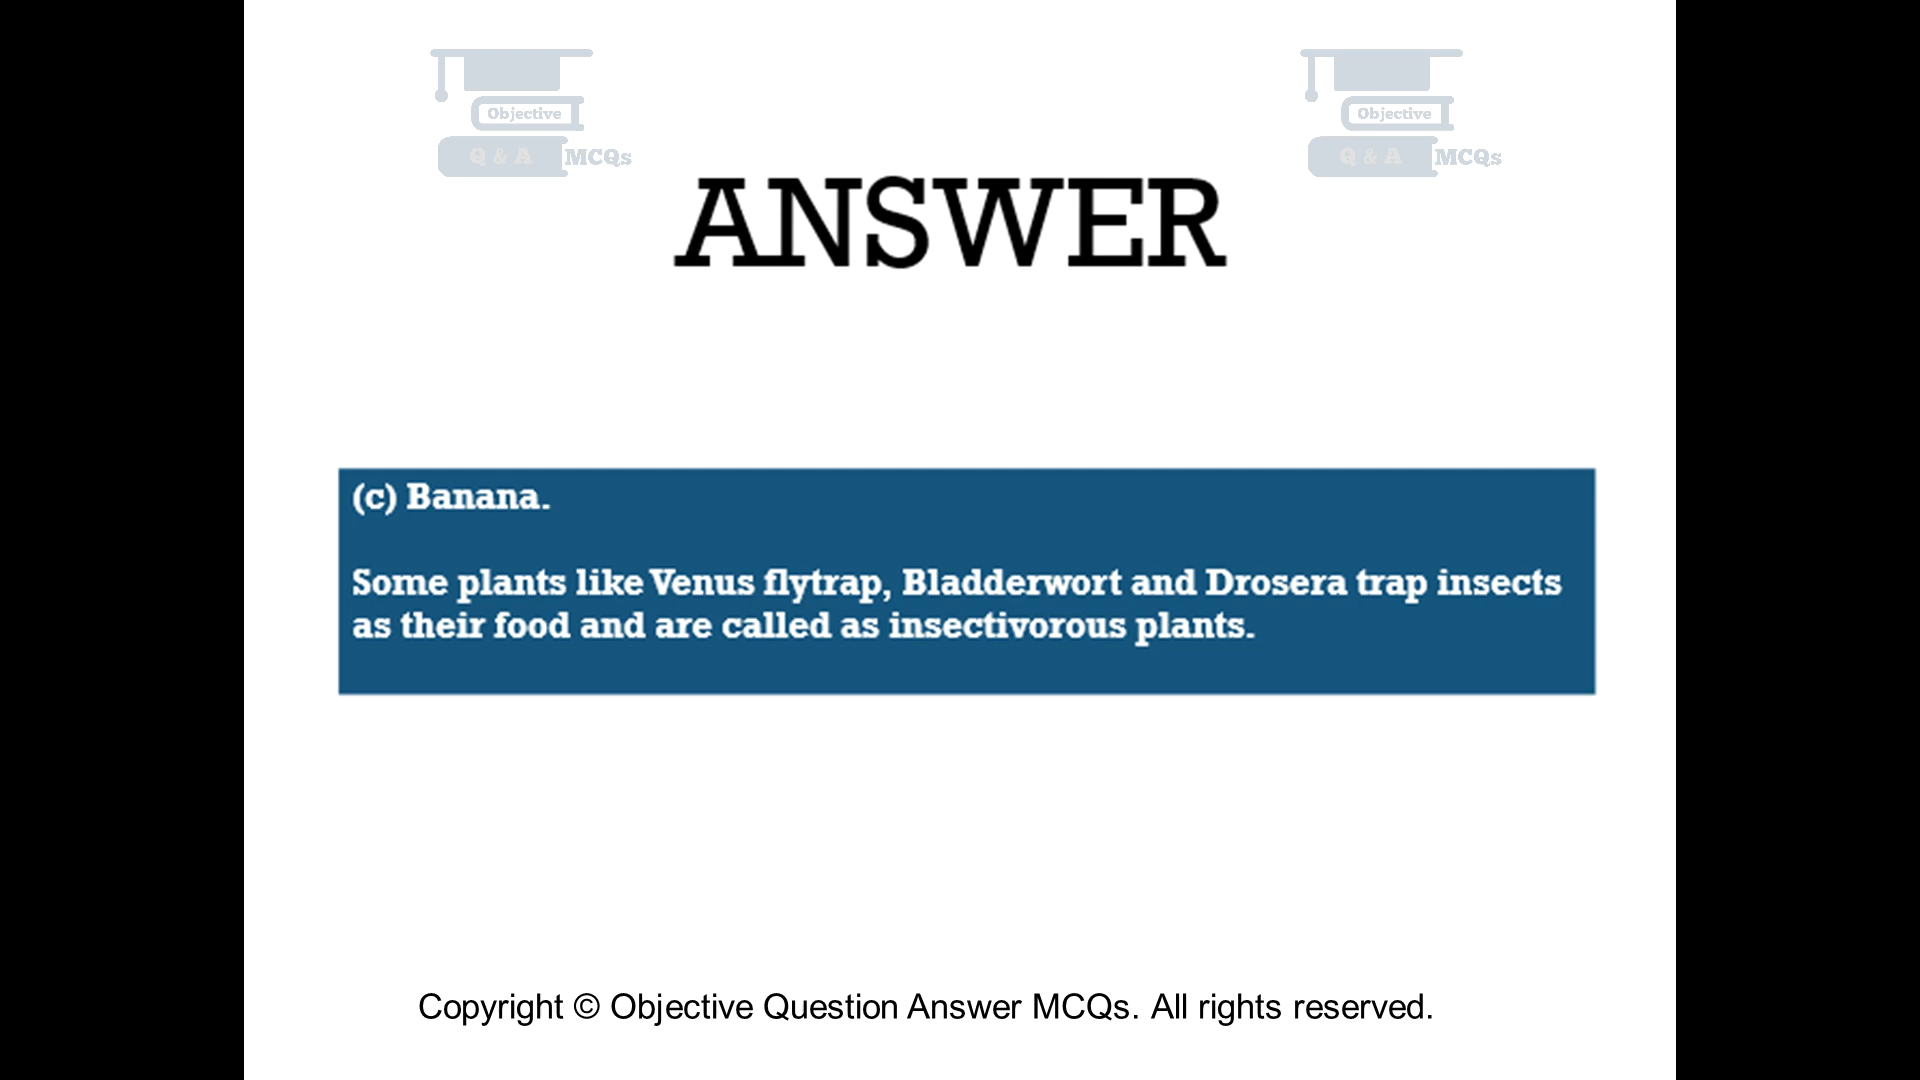 Objective
Q & A MCQs
Objective
Q & A MCQs
ANSWER
(c) Banana.
Some plants like Venus flytrap, Bladderwort and Drosera trap insects
as their food and are called as insectivorous plants.
Copyright © Objective Question Answer MCQs. All rights reserved.